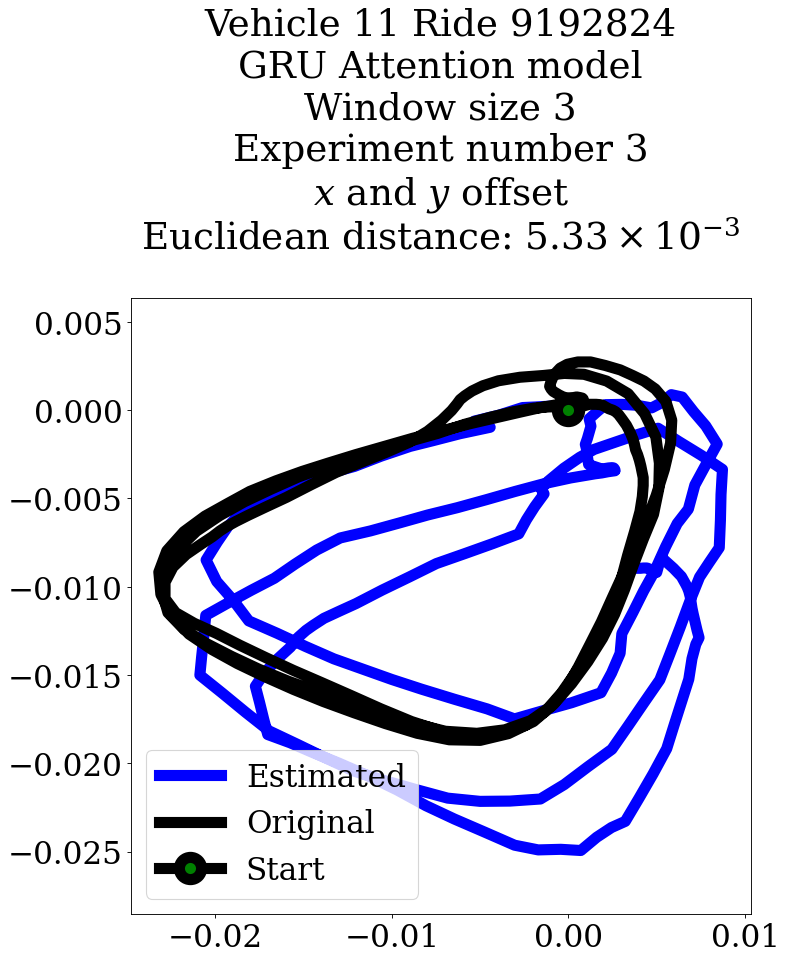 Vehicle 11 Ride 9192824
GRU Attention model
Window size 3
Experiment number 3
x and y offset
Euclidean distance: 5.33 × 10⁻³
0.005
0.000
−0.005
−0.010
−0.015
−0.020
−0.025
Estimated
Original
Start
−0.02
−0.01
0.00
0.01